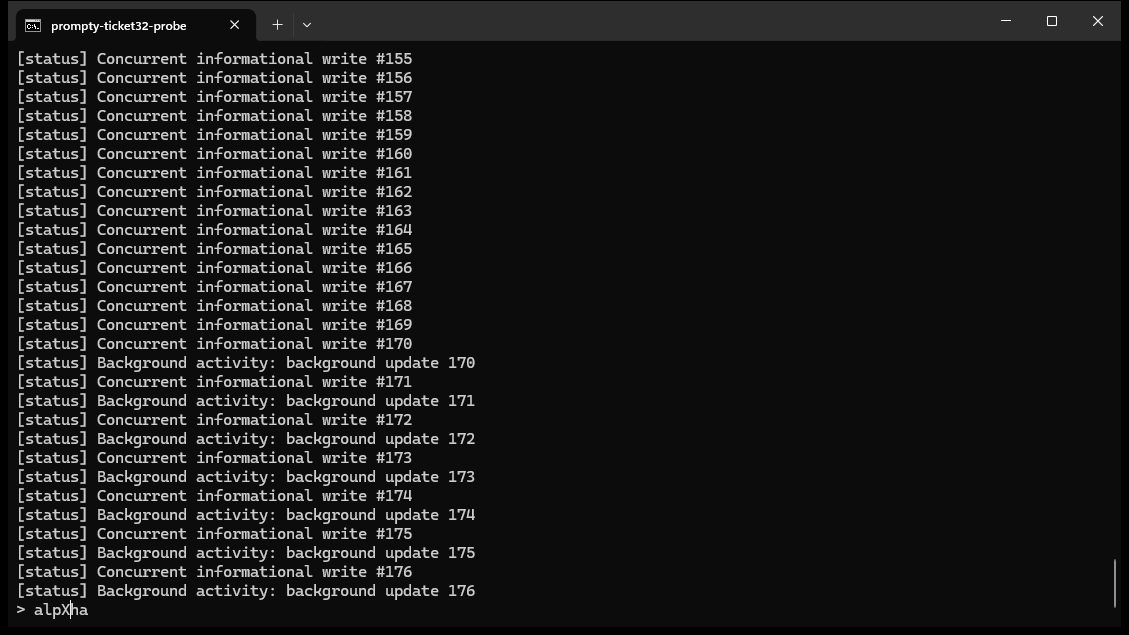 prompty-ticket32-probe
[status] Concurrent informational write #155
[status] Concurrent informational write #156
[status] Concurrent informational write #157
[status] Concurrent informational write #158
[status] Concurrent informational write #159
[status] Concurrent informational write #160
[status] Concurrent informational write #161
[status] Concurrent informational write #162
[status] Concurrent informational write #163
[status] Concurrent informational write #164
[status] Concurrent informational write #165
[status] Concurrent informational write #166
[status] Concurrent informational write #167
[status] Concurrent informational write #168
[status] Concurrent informational write #169
[status] Concurrent informational write #170
[status] Background activity: background update 170
[status] Concurrent informational write #171
[status] Background activity: background update 171
[status] Concurrent informational write #172
[status] Background activity: background update 172
[status] Concurrent informational write #173
[status] Background activity: background update 173
[status] Concurrent informational write #174
[status] Background activity: background update 174
[status] Concurrent informational write #175
[status] Background activity: background update 175
[status] Concurrent informational write #176
[status] Background activity: background update 176
> alpXha